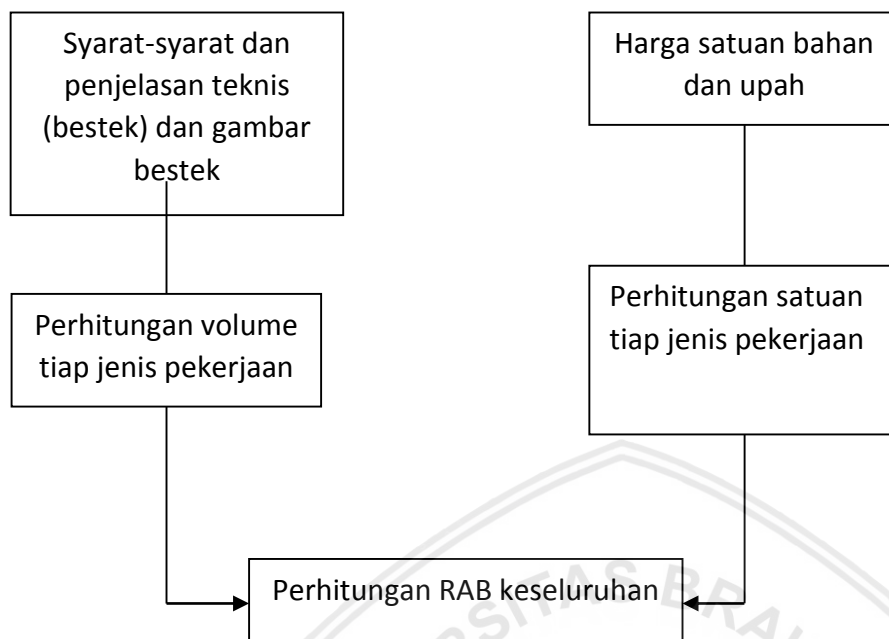 Syarat-syarat dan
penjelasan teknis
(bestek) dan gambar
bestek
Harga satuan bahan
dan upah
Perhitungan volume
tiap jenis pekerjaan
Perhitungan satuan
tiap jenis pekerjaan
Perhitungan RAB keseluruhan